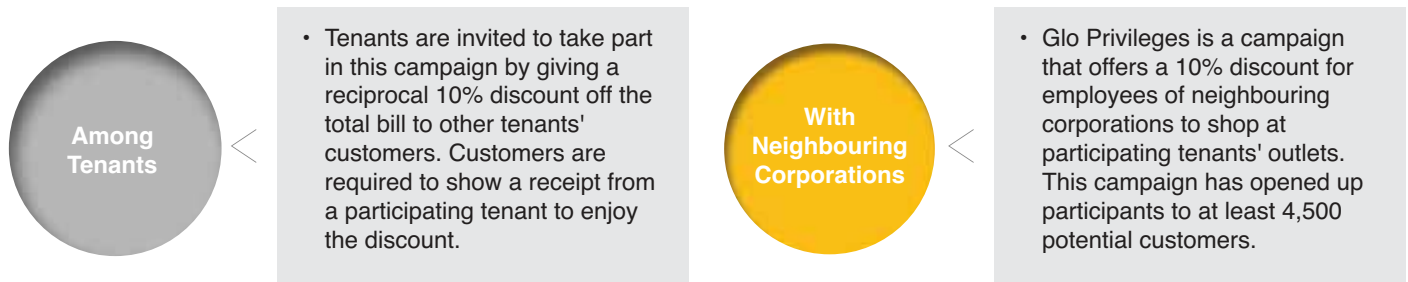 Among
Tenants
• Tenants are invited to take part
in this campaign by giving a
reciprocal 10% discount off the
total bill to other tenants'
customers. Customers are
required to show a receipt from
a participating tenant to enjoy
the discount.
With
Neighbouring
Corporations
• Glo Privileges is a campaign
that offers a 10% discount for
employees of neighbouring
corporations to shop at
participating tenants' outlets.
This campaign has opened up
participants to at least 4,500
potential customers.